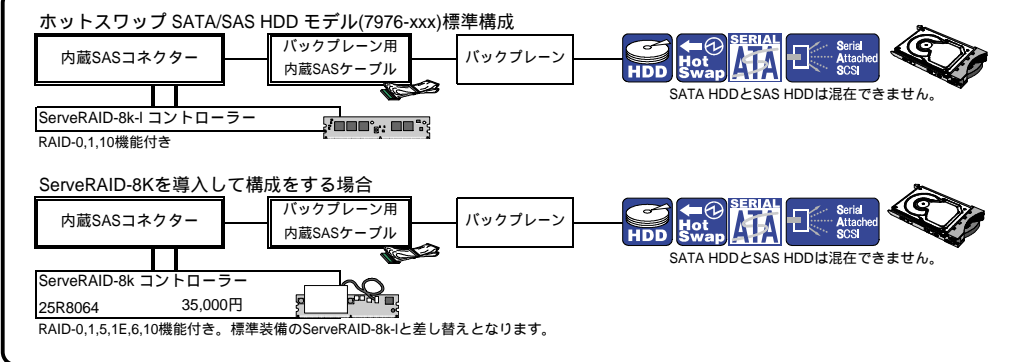 ホットスワップ SATA/SAS HDD モデル(7976-xxx)標準構成
内蔵SASコネクター
バックプレーン用
内蔵SASケーブル
バックプレーン
HDD
Hot
Swap
SERIAL
ATA
Serial
Attached
SCSI
SATA HDDとSAS HDDは混在できません。
ServeRAID-8k-l コントローラー
RAID-0,1,10機能付き
ServeRAID-8Kを導入して構成をする場合
内蔵SASコネクター
バックプレーン用
内蔵SASケーブル
バックプレーン
HDD
Hot
Swap
SERIAL
ATA
Serial
Attached
SCSI
SATA HDDとSAS HDDは混在できません。
ServeRAID-8k コントローラー
25R8064 35,000円
RAID-0,1,5,1E,6,10機能付き。標準装備のServeRAID-8k-lと差し替えとなります。